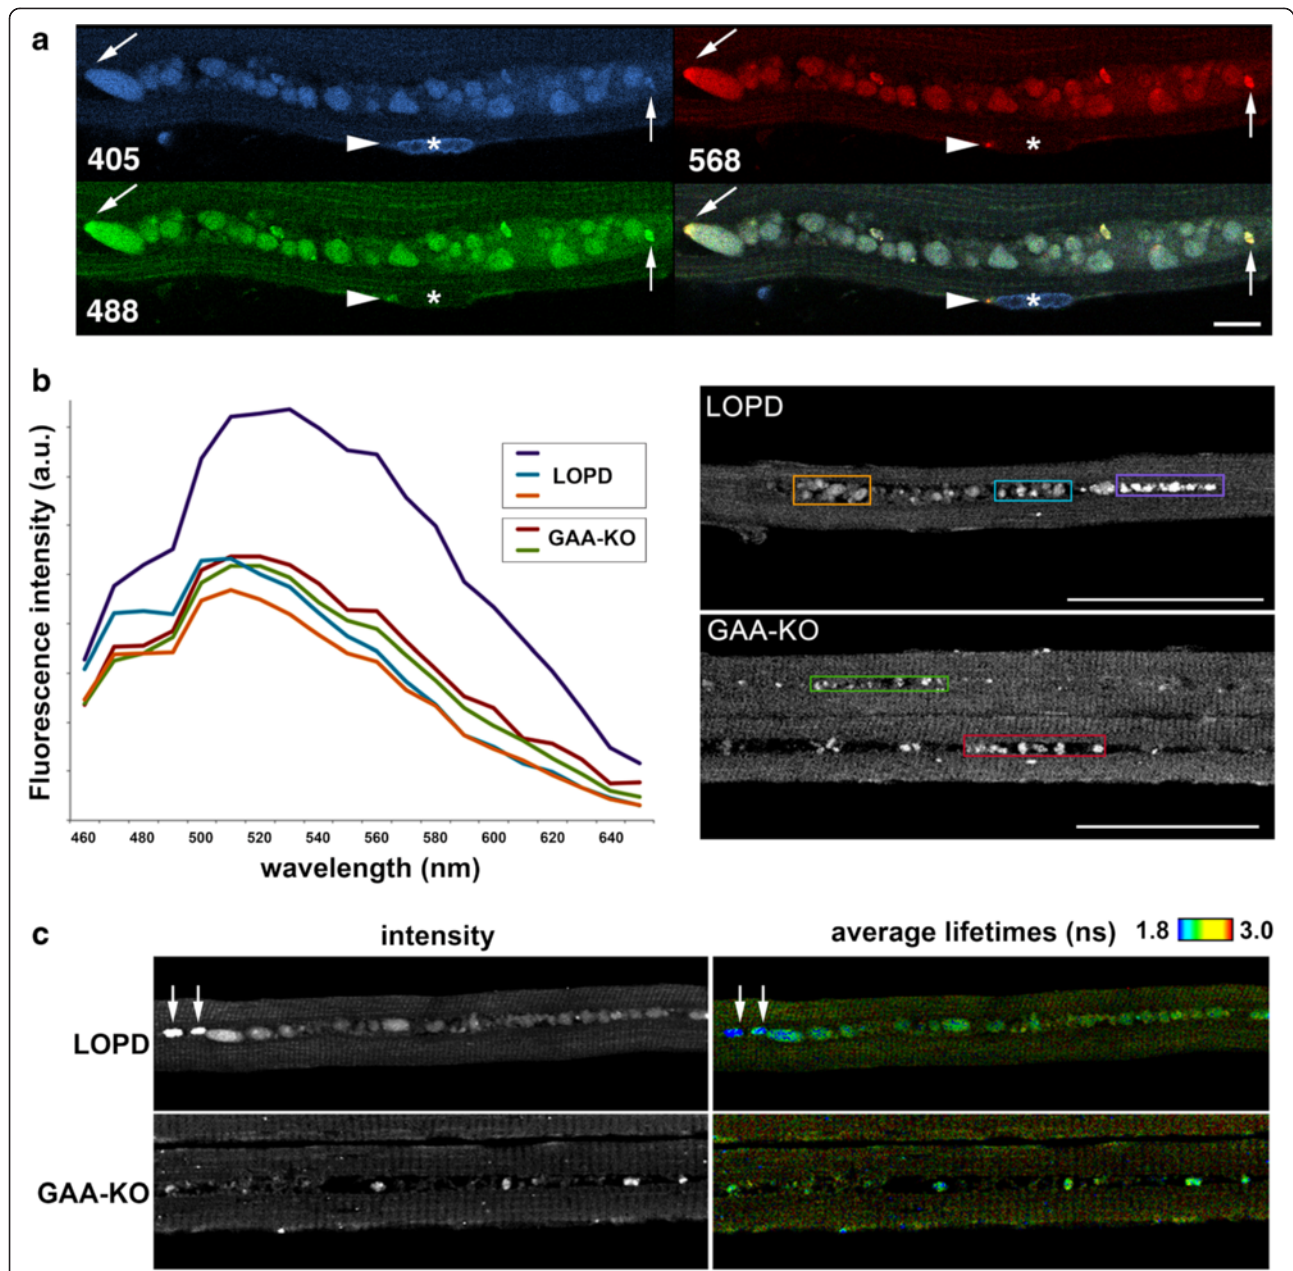 a
405
568
488
*
*
*
*
b
Fluorescence intensity (a.u.)
LOPD
GAA-KO
460 480 500 520 540 560 580 600 620 640
wavelength (nm)
LOPD
GAA-KO
c
intensity
average lifetimes (ns) 1.8 3.0
LOPD
GAA-KO